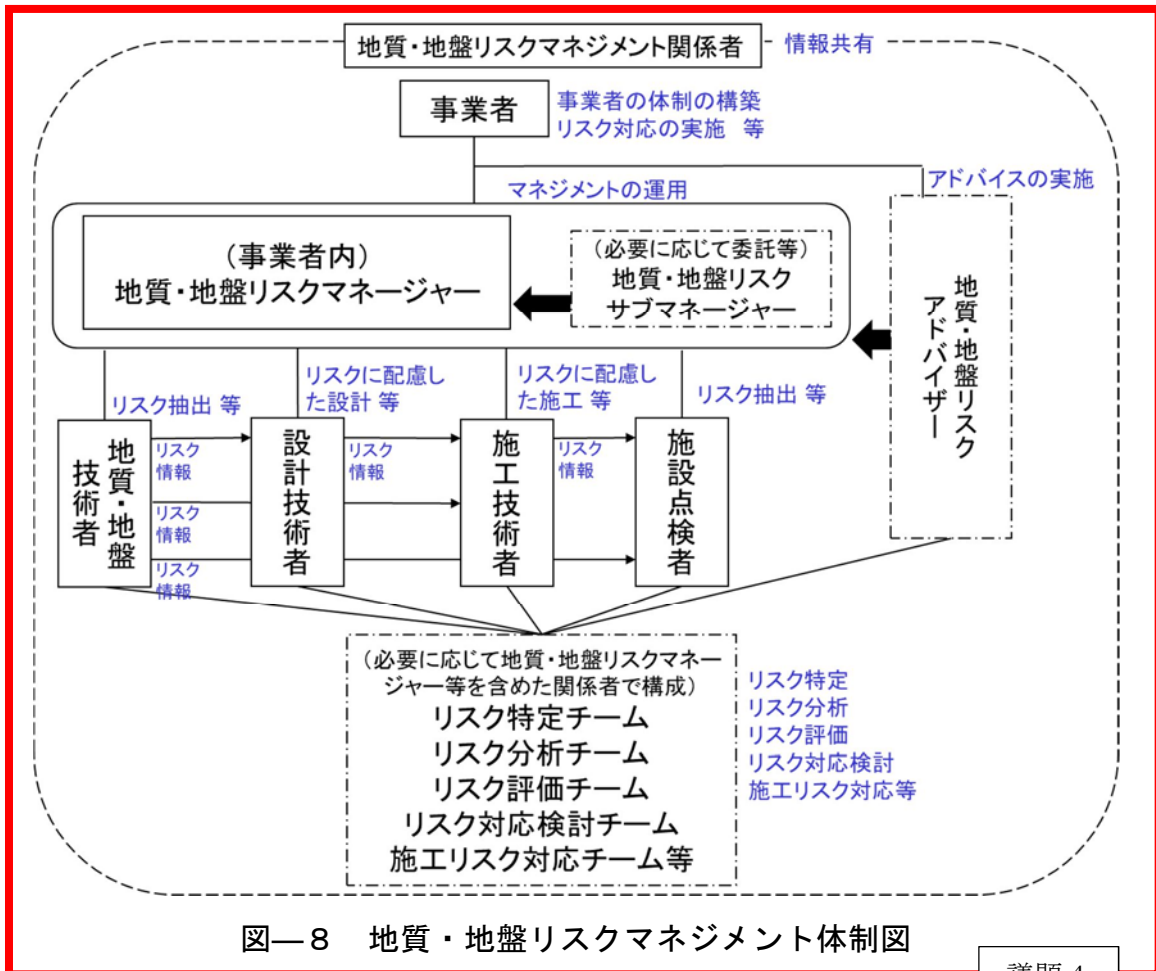 地質・地盤リスクマネジメント関係者
情報共有
事業者
事業者の体制の構築
リスク対応の実施 等
マネジメントの運用
アドバイスの実施
（事業者内）
地質・地盤リスクマネージャー
（必要に応じて委託等）
地質・地盤リスク
サブマネージャー
地質・地盤リスク
アドバイザー
リスク抽出 等
リスクに配慮し
た設計 等
リスクに配慮し
た施工 等
リスク抽出 等
地質・地盤
技術者
リスク
情報
リスク
情報
リスク
情報
設計技術者
リスク
情報
施工技術者
リスク
情報
施設点検者
（必要に応じて地質・地盤リスクマネー
ジャー等を含めた関係者で構成）
リスク特定チーム
リスク分析チーム
リスク評価チーム
リスク対応検討チーム
施工リスク対応チーム等
リスク特定
リスク分析
リスク評価
リスク対応検討
施工リスク対応等
図―８　地質・地盤リスクマネジメント体制図